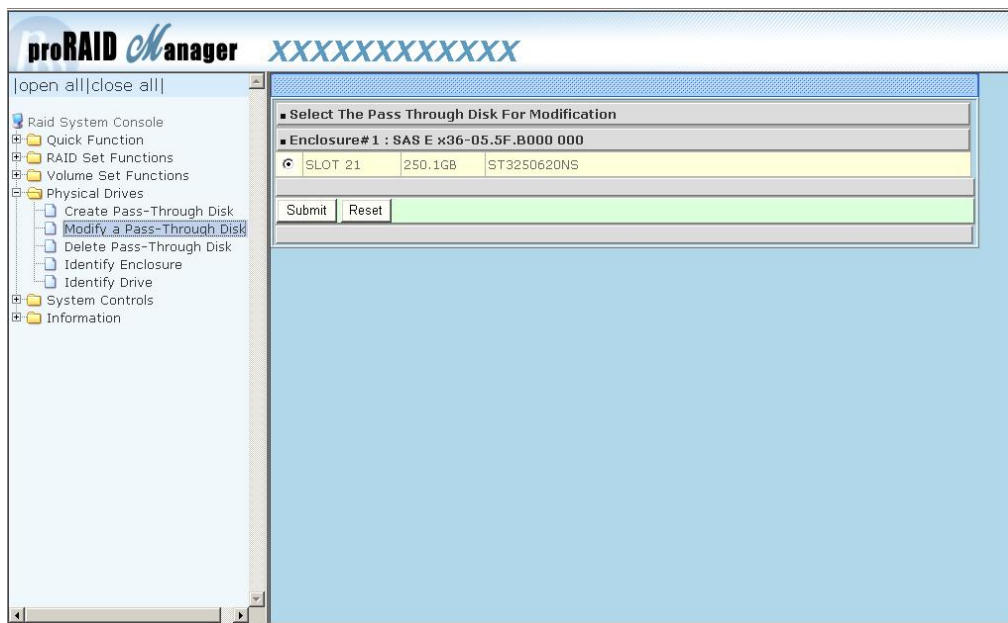 proRAID Manager XXXXXXXXXXXX
|open all|close all|
Raid System Console
Quick Function
RAID Set Functions
Volume Set Functions
Physical Drives
Create Pass-Through Disk
Modify a Pass-Through Disk
Delete Pass-Through Disk
Identify Enclosure
Identify Drive
System Controls
Information
Select The Pass Through Disk For Modification
Enclosure#1 : SAS E x36-05.5F.B000 000
SLOT 21 250.1GB ST3250620NS
Submit Reset